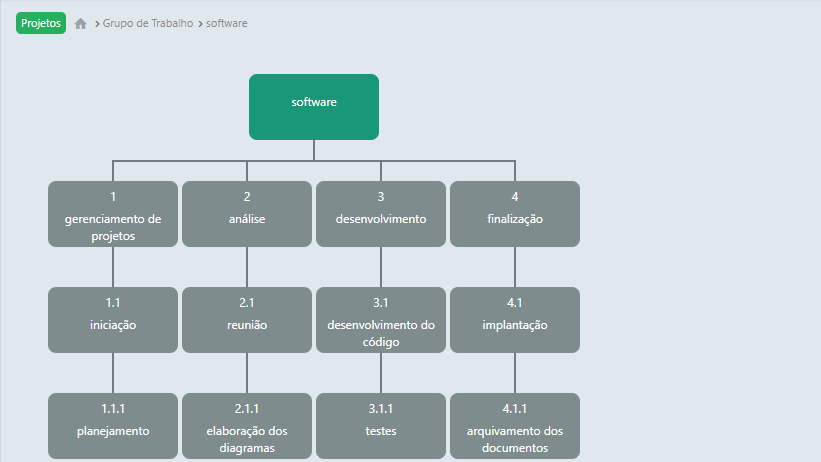 Projetos > Grupo de Trabalho > software
software
1
gerenciamento de
projetos
2
análise
3
desenvolvimento
4
finalização
1.1
iniciação
2.1
reunião
3.1
desenvolvimento do
código
4.1
implantação
1.1.1
planejamento
2.1.1
elaboração dos
diagramas
3.1.1
testes
4.1.1
arquivamento dos
documentos